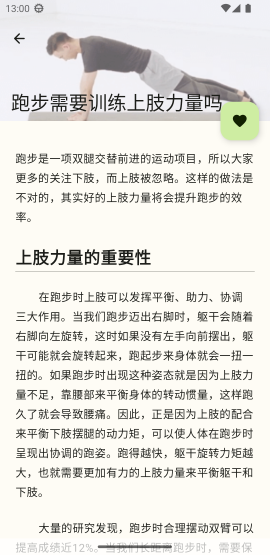 13:00
跑步需要训练上肢力量吗
跑步是一项双腿交替前进的运动项目，所以大家
更多的关注下肢，而上肢被忽略。这样的做法是
不对的，其实好的上肢力量将会提升跑步的效
率。
上肢力量的重要性
在跑步时上肢可以发挥平衡、助力、协调
三大作用。当我们跑步迈出右脚时，躯干会随着
右脚向左旋转，这时如果没有左手向前摆出，躯
干可能就会旋转起来，跑起步来身体就会一扭一
扭的。如果跑步时出现这种姿态就是因为上肢力
量不足，靠腰部来平衡身体的转动惯量，这样跑
久了就会导致腰痛。因此，正是因为上肢的配合
来平衡下肢摆腿的动力矩，可以使人体在跑步时
呈现出协调的跑姿。跑得越快，躯干旋转力矩越
大，也就需要更加有力的上肢力量来平衡躯干和
下肢。
大量的研究发现，跑步时合理摆动双臂可以
提高成绩近12%。当我们长距离跑步时，需要保